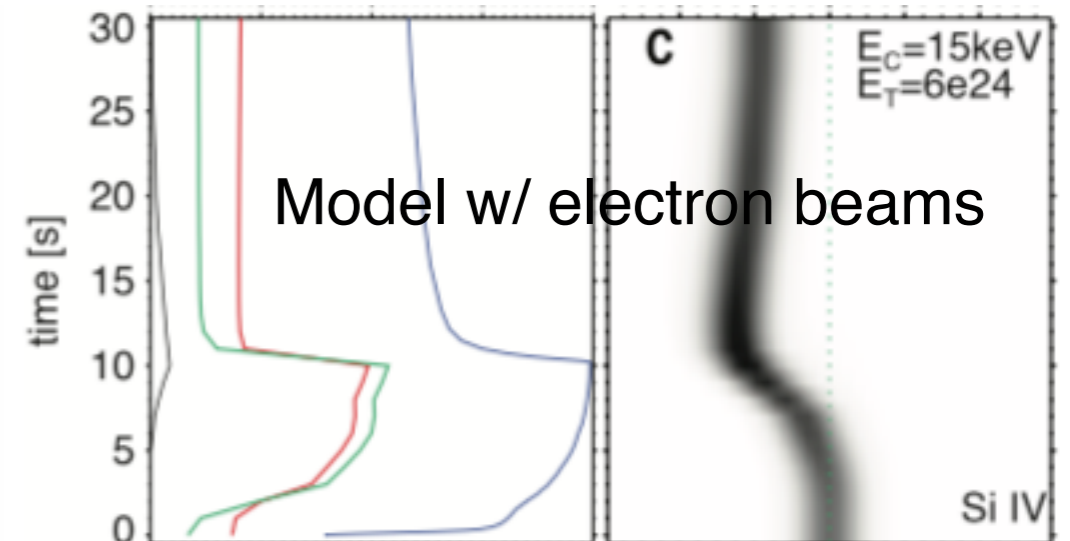 30
25
20
15
10
5
0
time [s]
C
E_C=15keV
E_T=6e24
Model w/ electron beams
Si IV